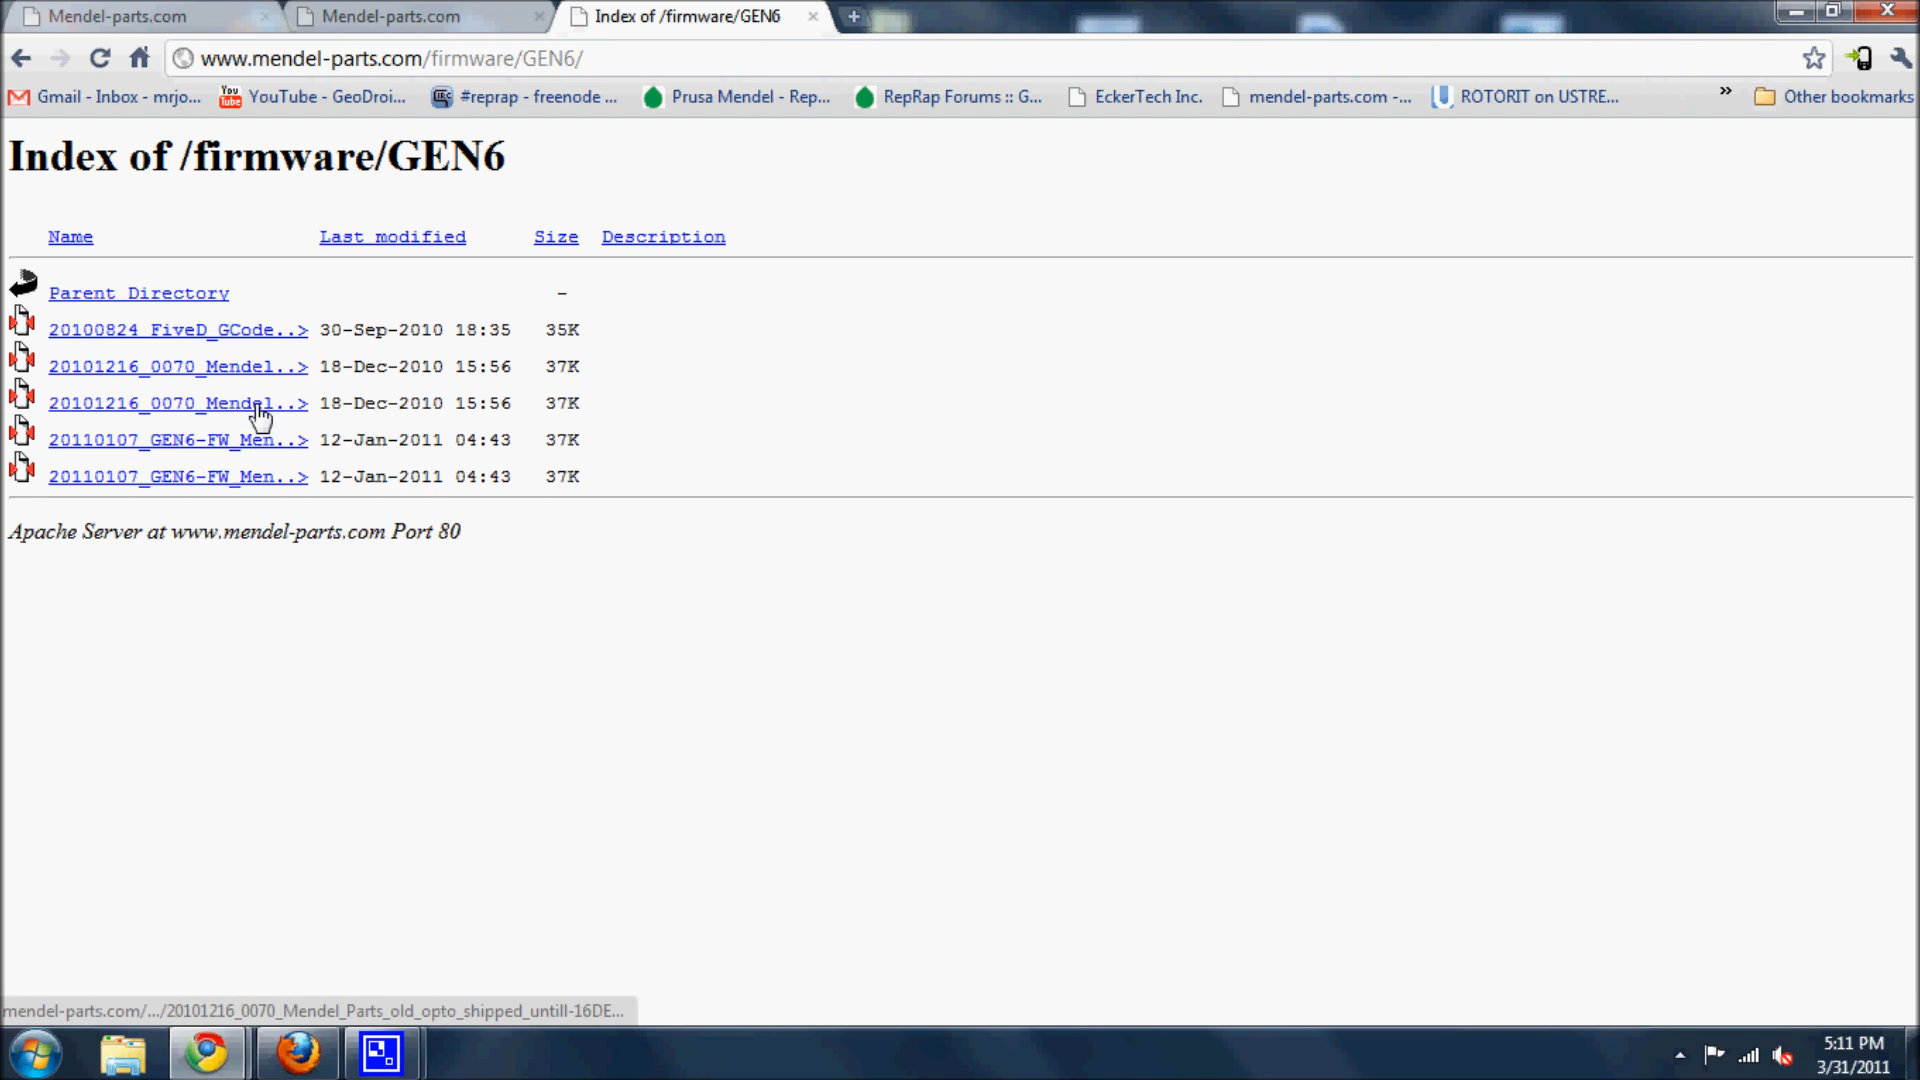 Mendel-parts.com
Mendel-parts.com
Index of /firmware/GEN6
www.mendel-parts.com/firmware/GEN6/
Gmail - Inbox - mrjo...
You Tube
YouTube - GeoDroi...
IRC
#reprap - freenode ...
Prusa Mendel - Rep...
RepRap Forums :: G...
EckerTech Inc.
mendel-parts.com -...
ROTORIT on USTRE...
»
Other bookmarks
Index of /firmware/GEN6
Name Last modified Size Description
Parent Directory -
20100824_FiveD_GCode..> 30-Sep-2010 18:35 35K
20101216_0070_Mendel..> 18-Dec-2010 15:56 37K
20101216_0070_Mendel..> 18-Dec-2010 15:56 37K
20110107_GEN6-FW_Men..> 12-Jan-2011 04:43 37K
20110107_GEN6-FW_Men..> 12-Jan-2011 04:43 37K
Apache Server at www.mendel-parts.com Port 80
mendel-parts.com/.../20101216_0070_Mendel_Parts_old_opto_shipped_untill-16DE...
5:11 PM
3/31/2011